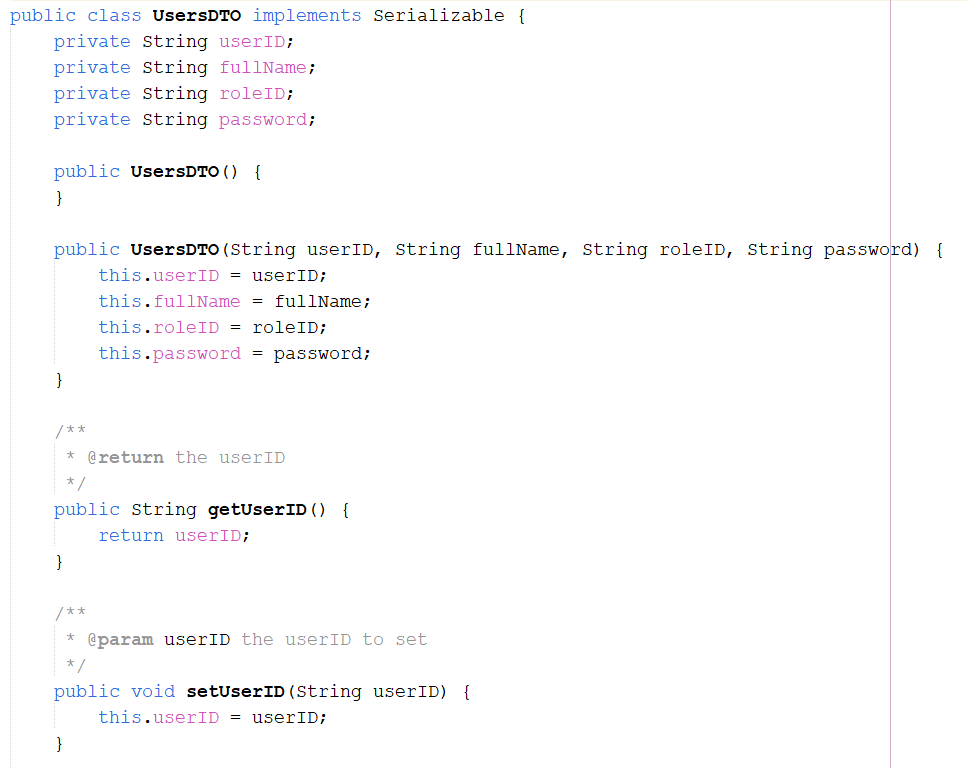 public class UsersDTO implements Serializable {
    private String userID;
    private String fullName;
    private String roleID;
    private String password;

    public UsersDTO() {
    }

    public UsersDTO(String userID, String fullName, String roleID, String password) {
        this.userID = userID;
        this.fullName = fullName;
        this.roleID = roleID;
        this.password = password;
    }

    /**
     * @return the userID
     */
    public String getUserID() {
        return userID;
    }

    /**
     * @param userID the userID to set
     */
    public void setUserID(String userID) {
        this.userID = userID;
    }